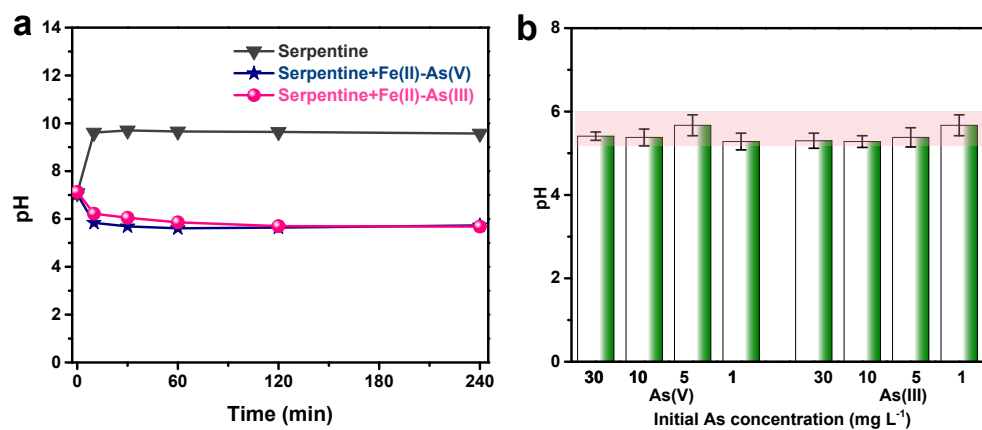 a
14
12
10
8
6
4
2
0
pH
Serpentine
Serpentine+Fe(II)-As(V)
Serpentine+Fe(II)-As(III)
0 60 120 180 240
Time (min)
b
8
6
4
2
0
pH
30 10 5 1 30 10 5 1
As(V) As(III)
Initial As concentration (mg L⁻¹)